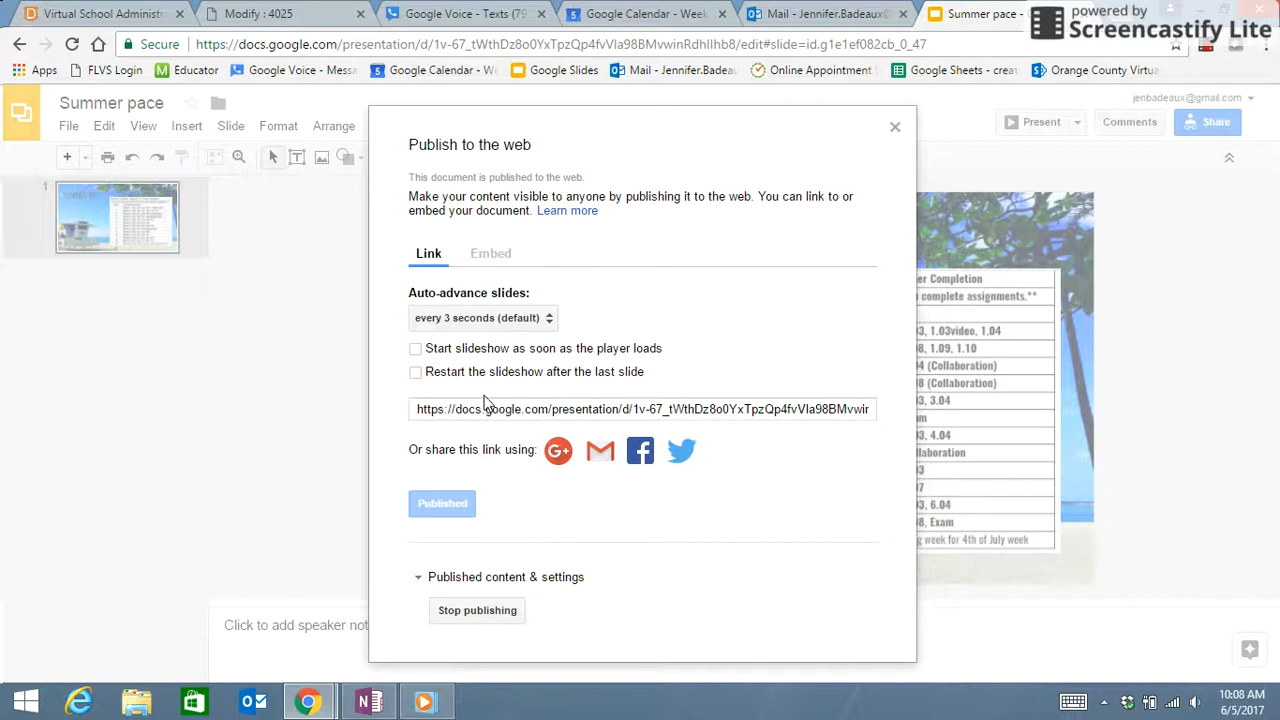 Virtual School Administra
modify : 4025
Google Voice - Texts (7
Google Calendar - Week
Jennifer.Badeaux@
Summer pace -
powered by
Screencastify Lite
Secure
https://docs.google.com/presentation/
/edit#slide=id.g1e1ef082cb_0_47
Apps
FLVS Login
Educator
Google Voice - Messa
Google Calendar
Google Slides
Mail - Jennifer.Badeau
Online Appointment
Google Sheets - creat
Orange County Virtua
Summer pace
jenbadeaux@gmail.com
File Edit View Insert Slide Format Arrange
Present
Comments
Share
1
Publish to the web
This document is published to the web.
Make your content visible to anyone by publishing it to the web. You can link to or
embed your document. Learn more
Link
Embed
Auto-advance slides:
every 3 seconds (default)
Start slideshow as soon as the player loads
Restart the slideshow after the last slide
https://docs.google.com/presentation/d/1v-67_tWthDz8o0YxTpzQp4fvVla98BMvwir
Or share this link using:
G+
Published
Published content & settings
Stop publishing
er Completion
complete assignments.**
3, 1.03video, 1.04
8, 1.09, 1.10
4 (Collaboration)
8 (Collaboration)
3, 3.04
am
3, 4.04
llaboration
03
07
03, 6.04
08, Exam
g week for 4th of July week
Click to add speaker not
10:08 AM
6/5/2017